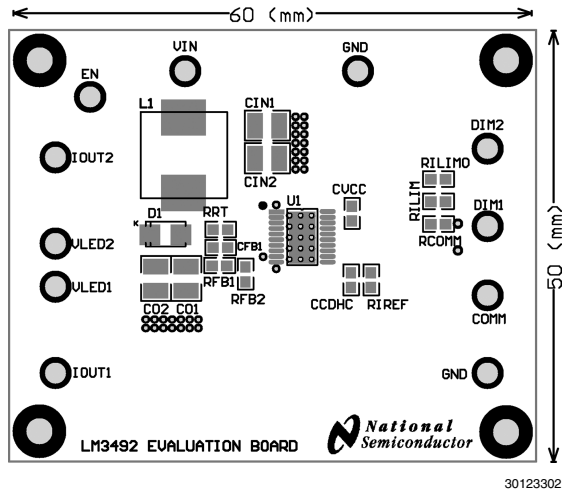 60 (mm)
VIN
GND
EN
L1
CIN1
DIM2
IOUT2
RILIMO
CIN2
RILIM
U1
CVCC
D1
K
RRT
DIM1
RCOMM
CFB1
VLED2
50 (mm)
RFB1
VLED1
RFB2
CO2 CO1
CCDHC
RIREF
COMM
IOUT1
GND
National
Semiconductor
LM3492 EVALUATION BOARD
30123302